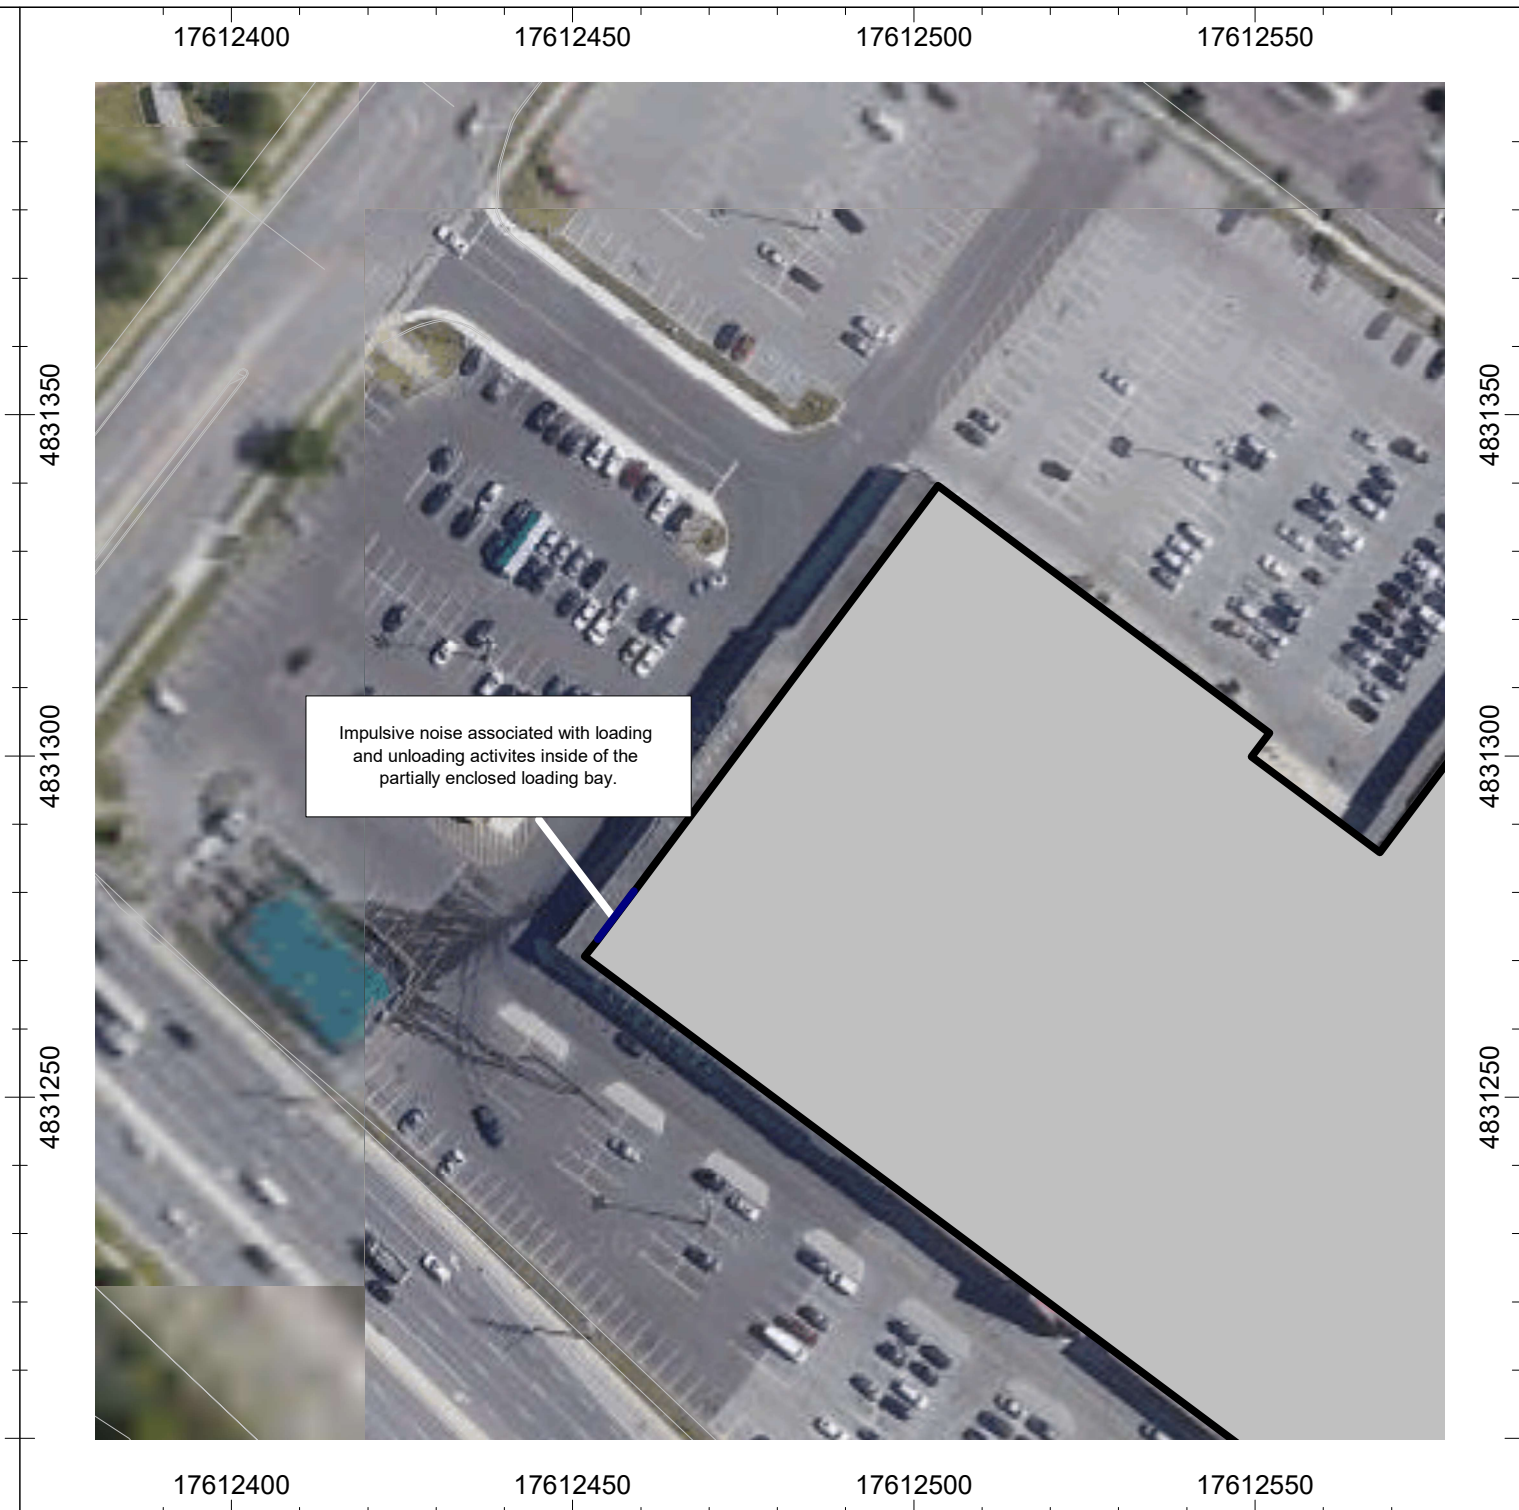 17612400 17612450 17612500 17612550
4831350 4831350
4831300 4831300
Impulsive noise associated with loading
and unloading activites inside of the
partially enclosed loading bay.
4831250 4831250
17612400 17612450 17612500 17612550